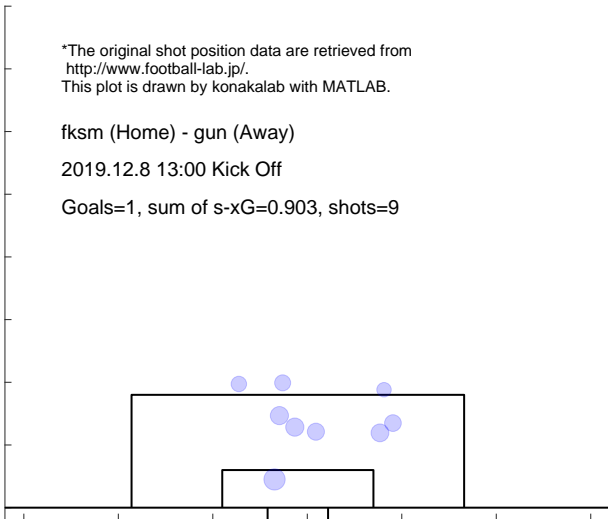 *The original shot position data are retrieved from
http://www.football-lab.jp/.
This plot is drawn by konakalab with MATLAB.
fksm (Home) - gun (Away)
2019.12.8 13:00 Kick Off
Goals=1, sum of s-xG=0.903, shots=9